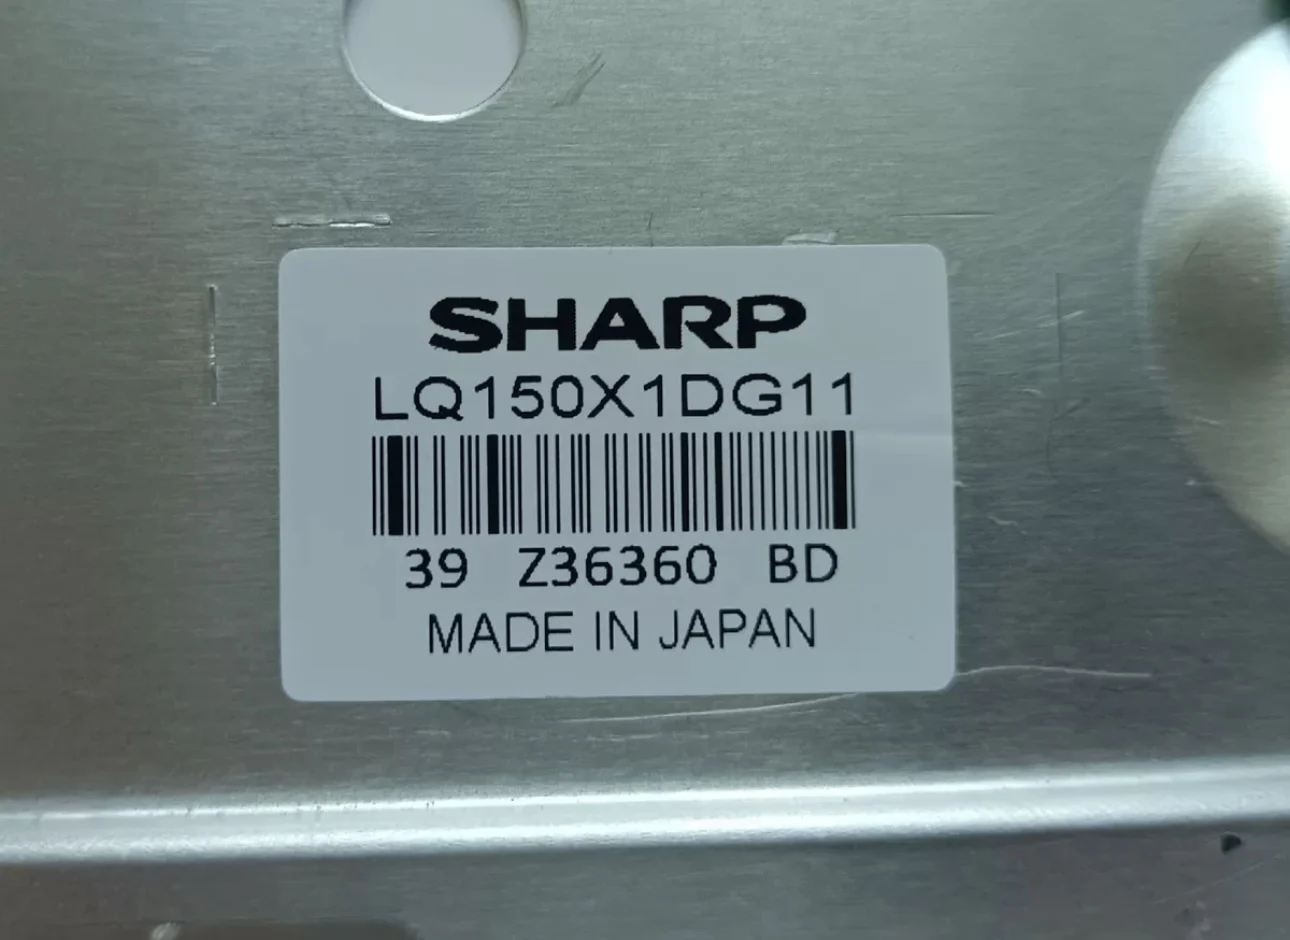 SHARP
LQ150X1DG11
39 Z36360 BD
MADE IN JAPAN